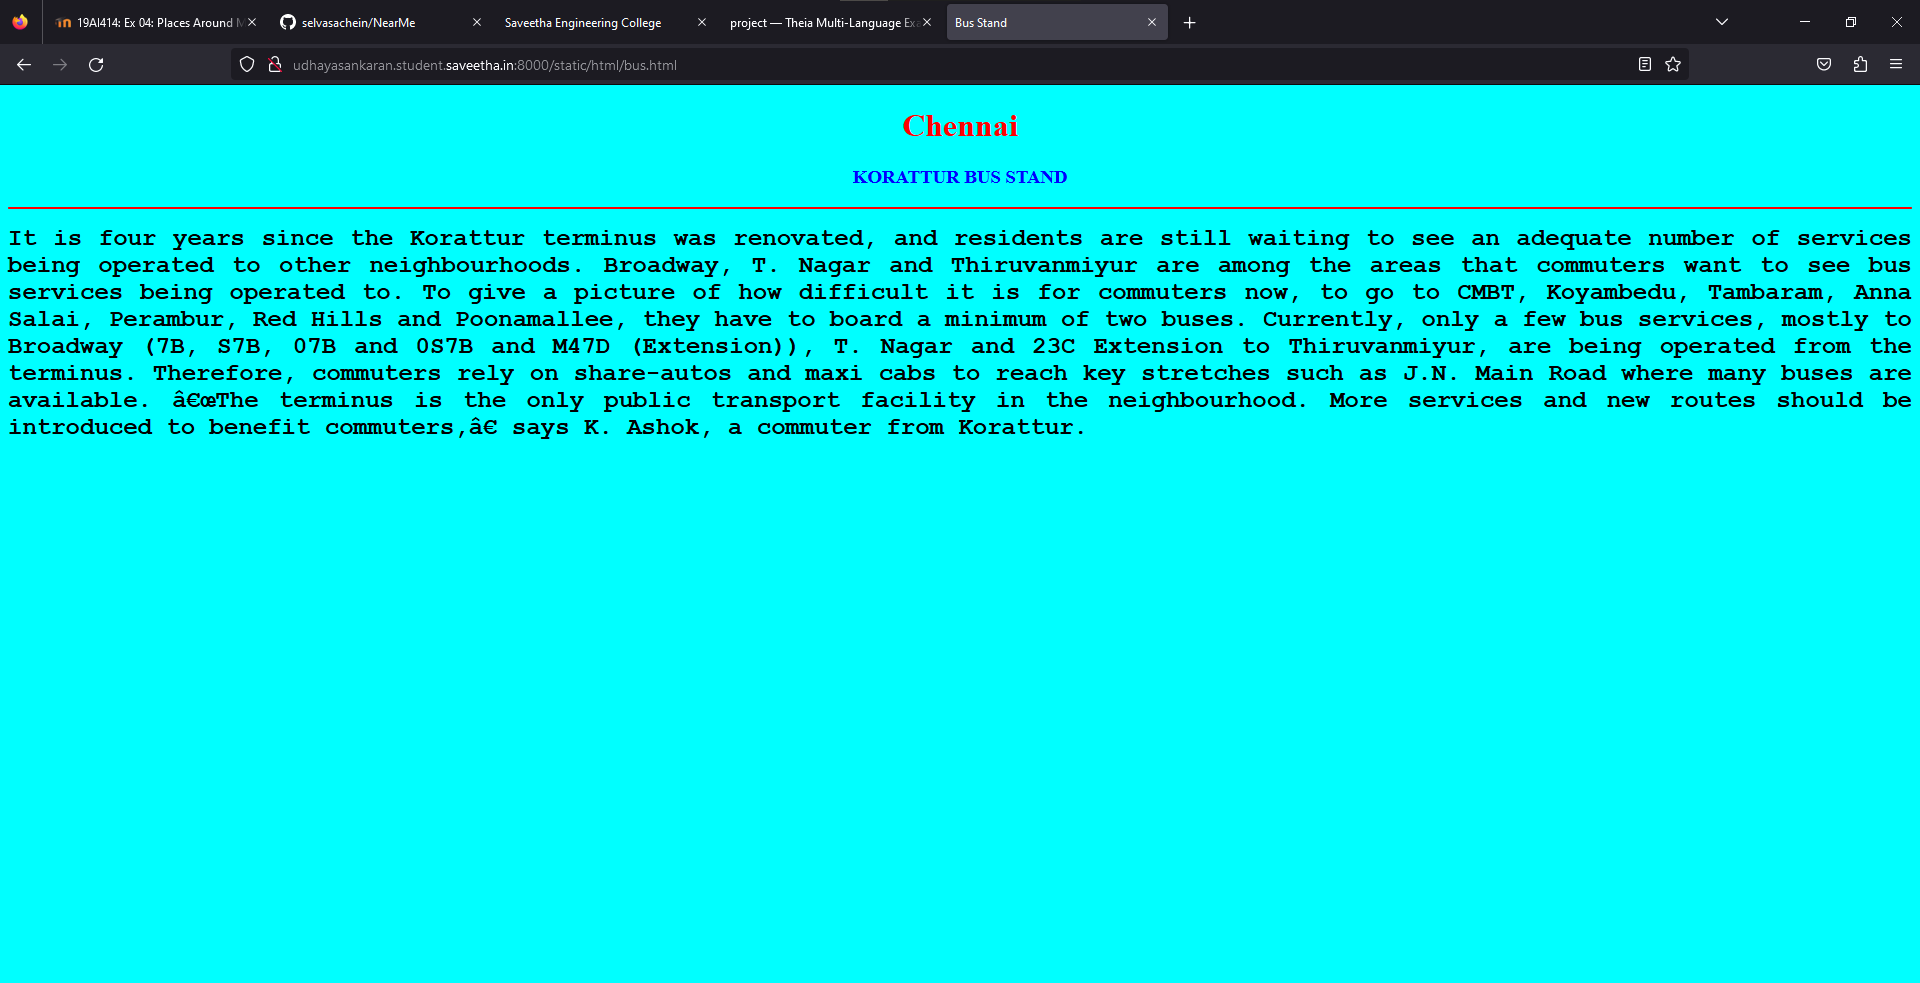 19AI414: Ex 04: Places Around M
selvasachein/NearMe
Saveetha Engineering College
project — Theia Multi-Language Exa
Bus Stand
udhayasankaran.student.saveetha.in:8000/static/html/bus.html
Chennai
KORATTUR BUS STAND
It is four years since the Korattur terminus was renovated, and residents are still waiting to see an adequate number of services
being operated to other neighbourhoods. Broadway, T. Nagar and Thiruvanmiyur are among the areas that commuters want to see bus
services being operated to. To give a picture of how difficult it is for commuters now, to go to CMBT, Koyambedu, Tambaram, Anna
Salai, Perambur, Red Hills and Poonamallee, they have to board a minimum of two buses. Currently, only a few bus services, mostly to
Broadway (7B, S7B, 07B and 0S7B and M47D (Extension)), T. Nagar and 23C Extension to Thiruvanmiyur, are being operated from the
terminus. Therefore, commuters rely on share-autos and maxi cabs to reach key stretches such as J.N. Main Road where many buses are
available. â€œThe terminus is the only public transport facility in the neighbourhood. More services and new routes should be
introduced to benefit commuters,â€ says K. Ashok, a commuter from Korattur.